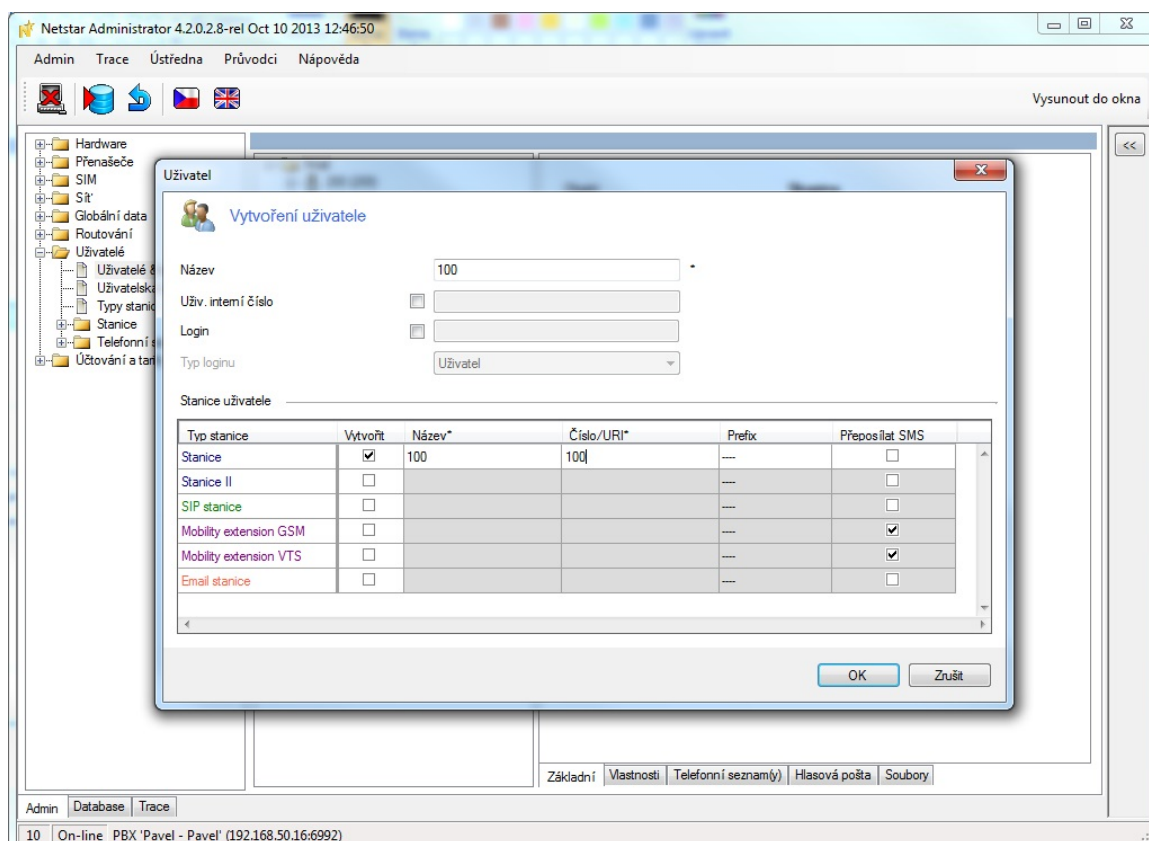 Netstar Administrator 4.2.0.2.8-rel Oct 10 2013 12:46:50
Admin Trace Ústředna Průvodci Nápověda
Vysunout do okna
<<
Hardware
Přenašeče
SIM
Síť
Globální data
Routování
Uživatelé
Uživatelé &
Typy stanic
Stanice
Telefonní s
Účtování a tari
Uživatel
Vytvoření uživatele
Název 100 *
Uživ. interní číslo
Login
Typ loginu Uživatel
Stanice uživatele
Typ stanice Vytvořit Název* Číslo/URI* Prefix Přeposílat SMS
Stanice 100 100 ----
Stanice II ----
SIP stanice ----
Mobility extension GSM ----
Mobility extension VTS ----
Email stanice ----
OK Zrušit
Základní Vlastnosti Telefonní seznam(y) Hlasová pošta Soubory
Admin Database Trace
10 On-line PBX 'Pavel - Pavel' (192.168.50.16:6992)